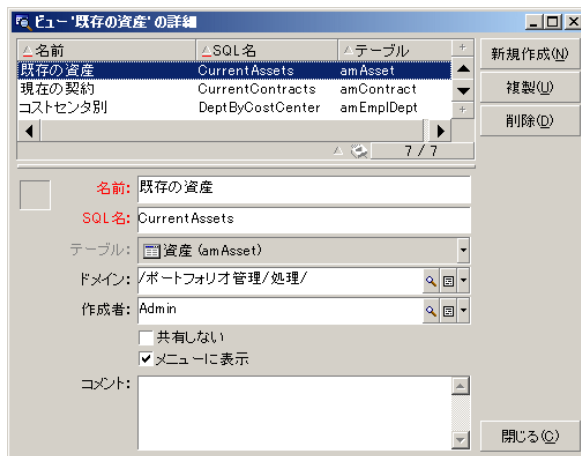 ビュー '既存の資産' の詳細
名前 SQL名 テーブル
既存の資産 CurrentAssets amAsset
現在の契約 CurrentContracts amContract
コストセンタ別 DeptByCostCenter amEmplDept
7 / 7
新規作成(N)
複製(U)
削除(D)
名前: 既存の資産
SQL名: CurrentAssets
テーブル: 資産 (amAsset)
ドメイン: /ポートフォリオ管理/処理/
作成者: Admin
共有しない
メニューに表示
コメント:
閉じる(C)